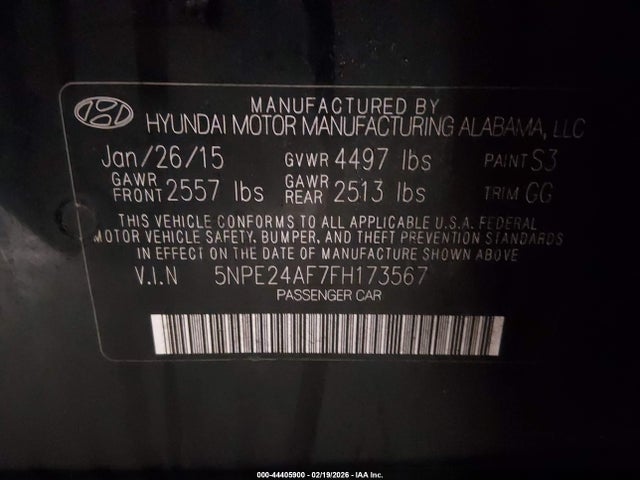 MANUFACTURED BY
HYUNDAI MOTOR MANUFACTURING ALABAMA, LLC
Jan/26/15 GVWR 4497 lbs PAINT S3
GAWR FRONT 2557 lbs GAWR REAR 2513 lbs TRIM GG
THIS VEHICLE CONFORMS TO ALL APPLICABLE U.S.A. FEDERAL
MOTOR VEHICLE SAFETY, BUMPER, AND THEFT PREVENTION STANDARDS
IN EFFECT ON THE DATE OF MANUFACTURE SHOWN ABOVE
V.I.N 5NPE24AF7FH173567
PASSENGER CAR
000-44405900 - 02/19/2026 - IAA Inc.